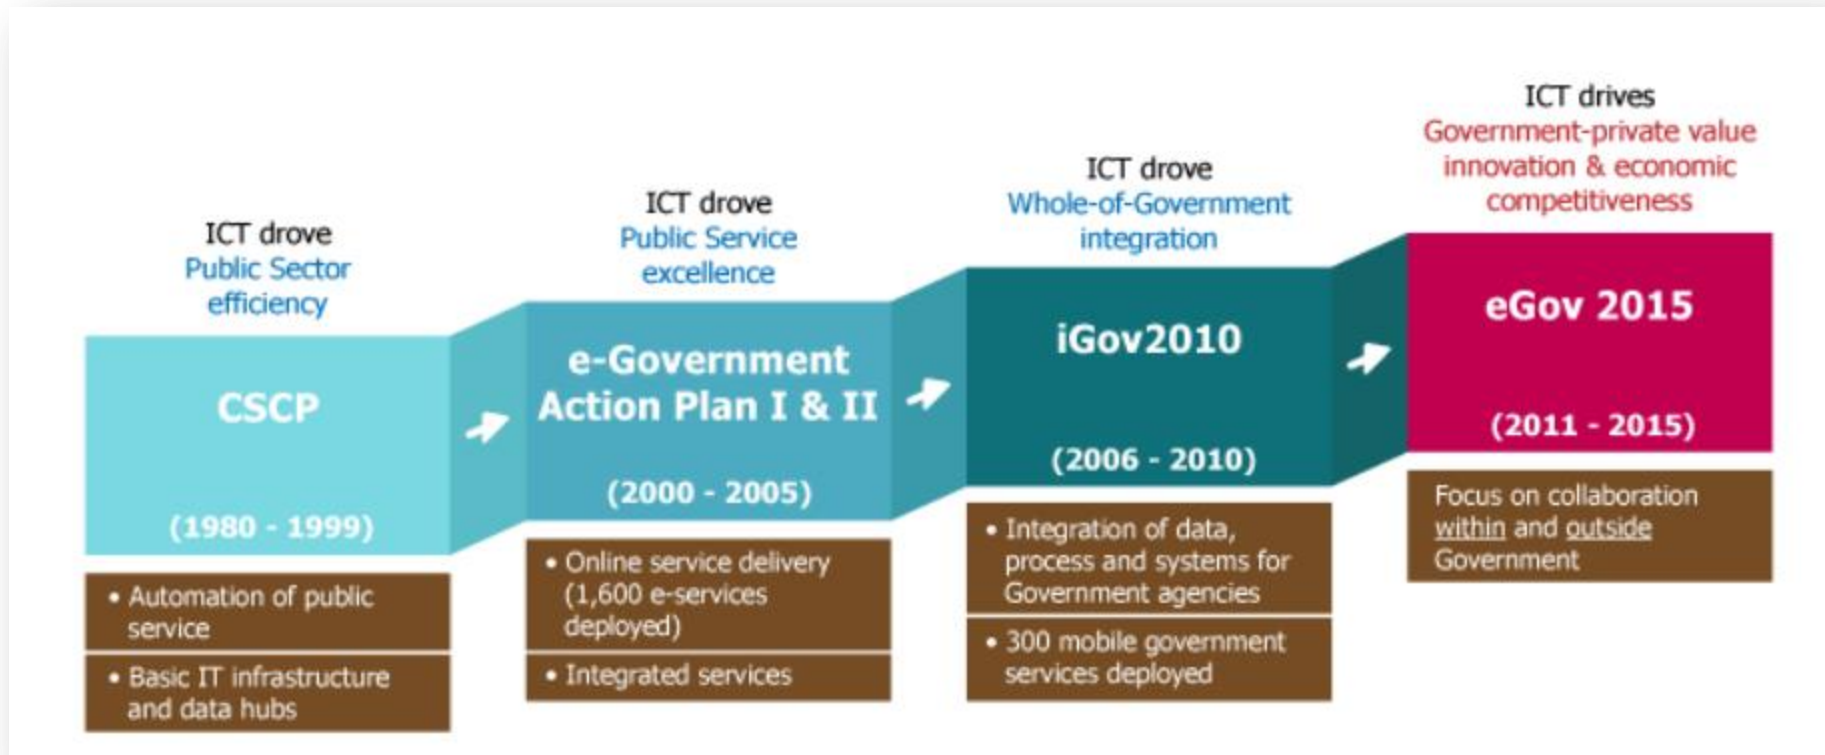 ICT drove
Public Sector
efficiency
CSCP
(1980 - 1999)
• Automation of public
service
• Basic IT infrastructure
and data hubs
ICT drove
Public Service
excellence
e-Government
Action Plan I & II
(2000 - 2005)
• Online service delivery
(1,600 e-services
deployed)
• Integrated services
ICT drove
Whole-of-Government
integration
iGov2010
(2006 - 2010)
• Integration of data,
process and systems for
Government agencies
• 300 mobile government
services deployed
ICT drives
Government-private value
innovation & economic
competitiveness
eGov 2015
(2011 - 2015)
Focus on collaboration
within and outside
Government